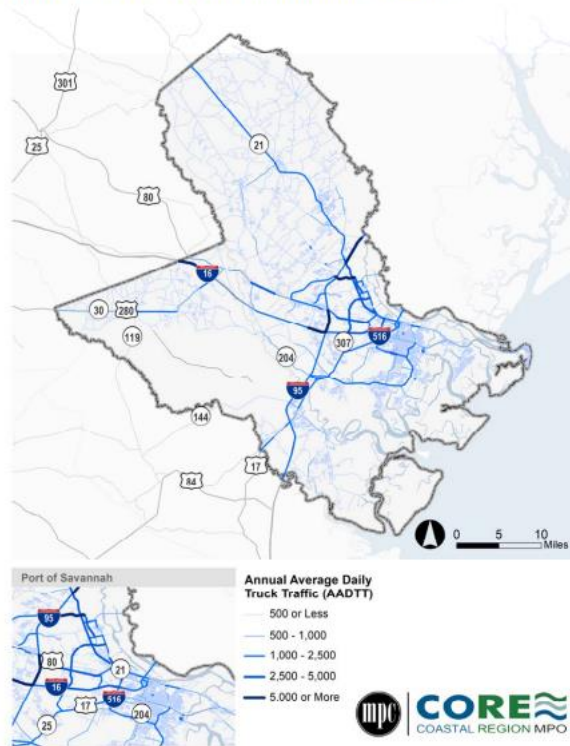 301
25
21
80
16
30
280
119
307
516
204
95
144
17
84
0 5 10
Miles
Port of Savannah
95
80
21
16
17
516
204
25
Annual Average Daily
Truck Traffic (AADTT)
500 or Less
500 - 1,000
1,000 - 2,500
2,500 - 5,000
5.000 or More
mpc
CORE
COASTAL REGION MPO